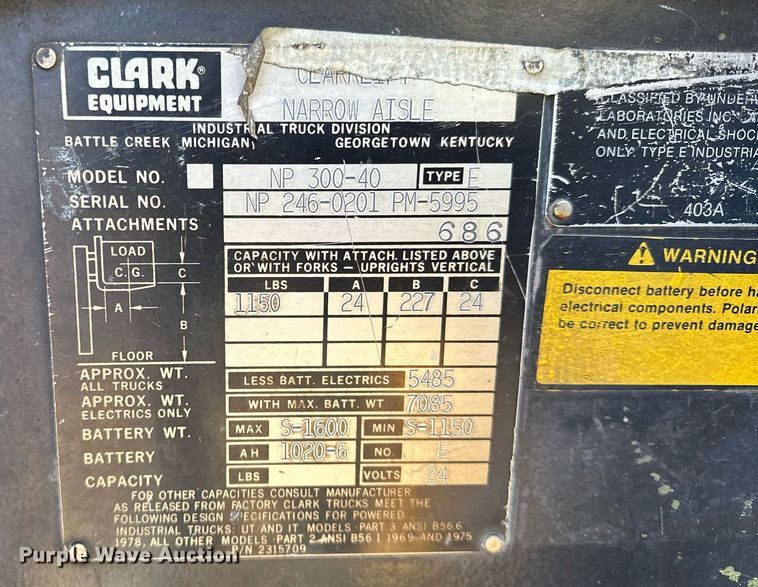 CLARK®
EQUIPMENT
NARROW AISLE
INDUSTRIAL TRUCK DIVISION
BATTLE CREEK MICHIGAN GEORGETOWN KENTUCKY
MODEL NO. NP 300-40 TYPE E
SERIAL NO. NP 246-0201 PM-5995
ATTACHMENTS 686
CAPACITY WITH ATTACH. LISTED ABOVE
OR WITH FORKS — UPRIGHTS VERTICAL
LOAD
C.G.
C
A
B
FLOOR
LBS A B C
1150 24 227 24
APPROX. WT.
ALL TRUCKS
LESS BATT. ELECTRICS 5485
APPROX. WT.
ELECTRICS ONLY
WITH MAX. BATT. WT 7085
BATTERY WT. MAX S-1600 MIN S-1150
BATTERY AH 1020-6 NO. E
CAPACITY LBS VOLTS 24
FOR OTHER CAPACITIES CONSULT MANUFACTURER
AS RELEASED FROM FACTORY CLARK TRUCKS MEET THE
FOLLOWING DESIGN SPECIFICATIONS FOR POWERED
INDUSTRIAL TRUCKS: UT AND IT MODELS - PART 3 ANSI B56.6
1978, ALL OTHER MODELS - PART 2 ANSI B56.1 1969 AND 1975
P/N 2315709
CLASSIFIED BY
LABORATORIES INC.
AND ELECTRICAL SHOCK
ONLY. TYPE E INDUSTRIA
403A
WARNING
Disconnect battery before
electrical components.
be correct to prevent damage
Purple Wave Auction